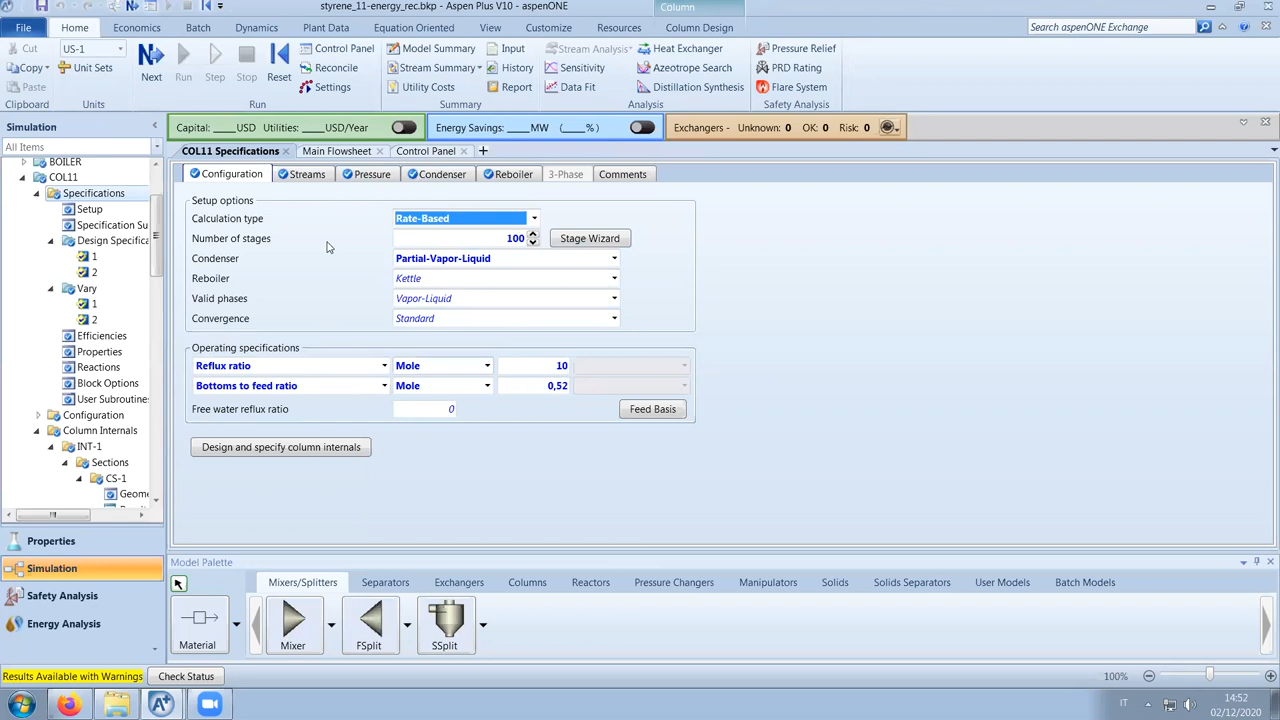 styrene_11-energy_rec.bkp - Aspen Plus V10 - aspenONE
Column
File Home Economics Batch Dynamics Plant Data Equation Oriented View Customize Resources Column Design
Search aspenONE Exchange
Cut
Copy
Paste
Clipboard
US-1
Unit Sets
Units
Next Run Step Stop Reset
Control Panel
Reconcile
Settings
Run
Model Summary Input
Stream Summary History
Utility Costs Report
Summary
Stream Analysis Heat Exchanger
Sensitivity Azeotrope Search
Data Fit Distillation Synthesis
Analysis
Pressure Relief
PRD Rating
Flare System
Safety Analysis
Simulation
All Items
Capital: ____USD Utilities: ____USD/Year
Energy Savings: ____MW (____%)
Exchangers - Unknown: 0 OK: 0 Risk: 0
COL11 Specifications Main Flowsheet Control Panel +
BOILER
COL11
Specifications
Setup
Specification Su
Design Specifica
1
2
Vary
1
2
Efficiencies
Properties
Reactions
Block Options
User Subroutine
Configuration
Column Internals
INT-1
Sections
CS-1
Geome
Configuration Streams Pressure Condenser Reboiler 3-Phase Comments
Setup options
Calculation type Rate-Based
Number of stages 100 Stage Wizard
Condenser Partial-Vapor-Liquid
Reboiler Kettle
Valid phases Vapor-Liquid
Convergence Standard
Operating specifications
Reflux ratio Mole 10
Bottoms to feed ratio Mole 0,52
Free water reflux ratio 0 Feed Basis
Design and specify column internals
Properties
Simulation
Safety Analysis
Energy Analysis
Model Palette
Mixers/Splitters Separators Exchangers Columns Reactors Pressure Changers Manipulators Solids Solids Separators User Models Batch Models
Material Mixer FSplit SSplit
Results Available with Warnings Check Status
100%
IT
14:52
02/12/2020